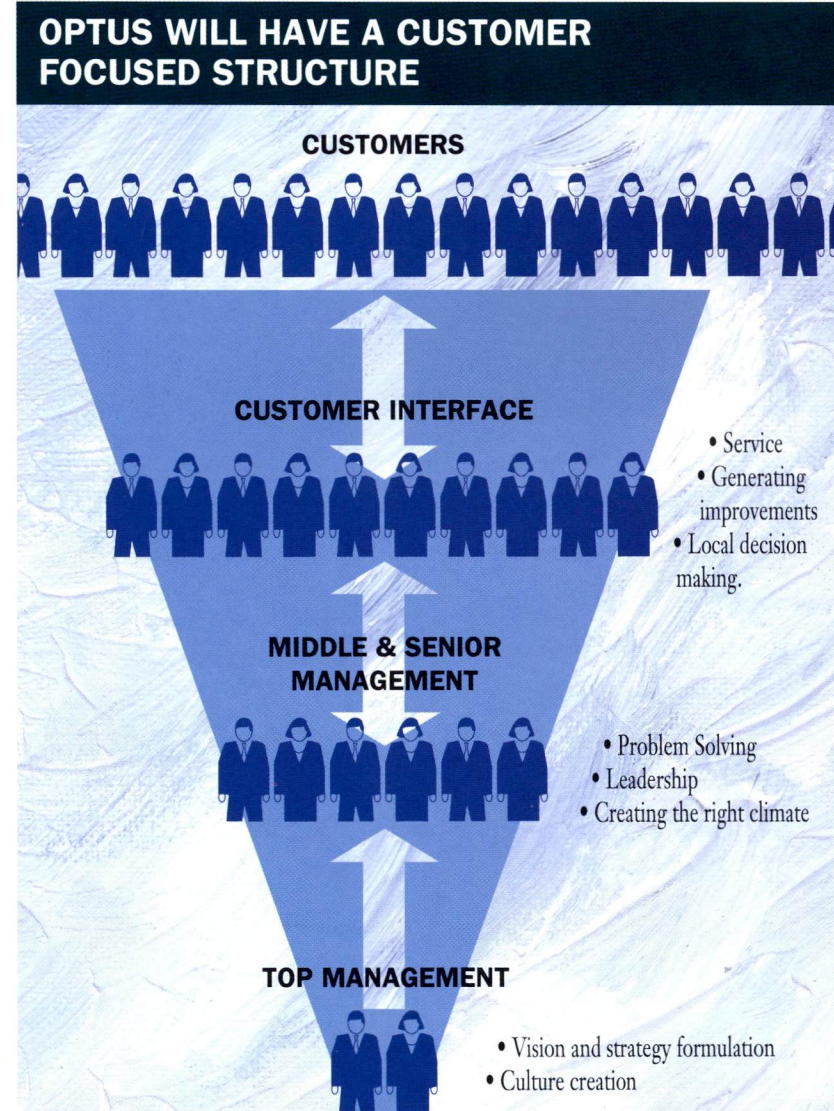 OPTUS WILL HAVE A CUSTOMER
FOCUSED STRUCTURE
CUSTOMERS
CUSTOMER INTERFACE
• Service
• Generating
improvements
• Local decision
making.
MIDDLE & SENIOR
MANAGEMENT
• Problem Solving
• Leadership
• Creating the right climate
TOP MANAGEMENT
• Vision and strategy formulation
• Culture creation